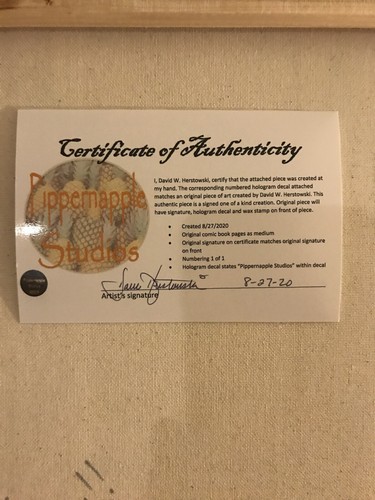 Certificate of Authenticity
Pippernapple
Studios
I, David W. Herstowski, certify that the attached piece was created at
my hand. The corresponding numbered hologram decal attached
matches an original piece of art created by David W. Herstowski. This
authentic piece is a signed one of a kind creation. Original piece will
have signature, hologram decal and wax stamp on front of piece.
• Created 8/27/2020
• Original comic book pages as medium
• Original signature on certificate matches original signature
on front
• Numbering 1 of 1
• Hologram decal states "Pippernapple Studios" within decal
8-27-20
Artist's signature